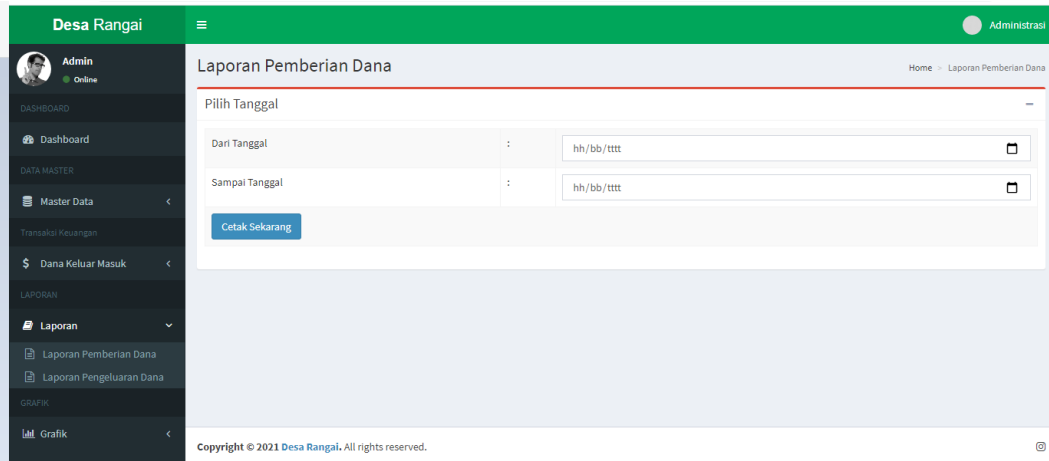 Desa Rangai
Administrasi
Admin
Online
DASHBOARD
Dashboard
DATA MASTER
Master Data
Transaksi Keuangan
$ Dana Keluar Masuk
LAPORAN
Laporan
Laporan Pemberian Dana
Laporan Pengeluaran Dana
GRAFIK
Grafik
Laporan Pemberian Dana
Home > Laporan Pemberian Dana
Pilih Tanggal
Dari Tanggal : hh/bb/tttt
Sampai Tanggal : hh/bb/tttt
Cetak Sekarang
Copyright © 2021 Desa Rangai. All rights reserved.